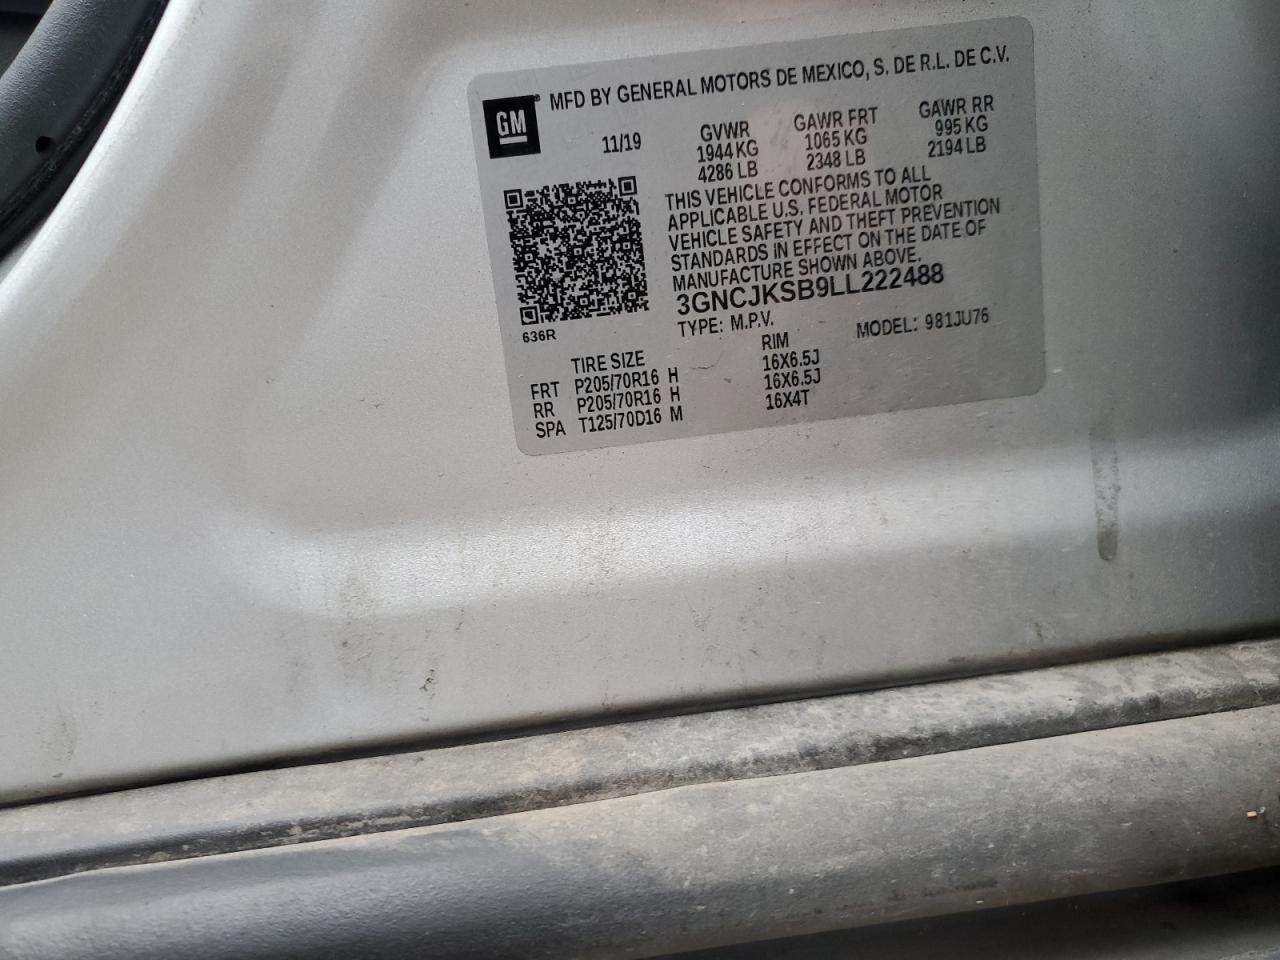 GM
MFD BY GENERAL MOTORS DE MEXICO, S. DE R.L. DE C.V.
11/19
GVWR
1944 KG
4286 LB
GAWR FRT
1065 KG
2348 LB
GAWR RR
995 KG
2194 LB
THIS VEHICLE CONFORMS TO ALL
APPLICABLE U.S. FEDERAL MOTOR
VEHICLE SAFETY AND THEFT PREVENTION
STANDARDS IN EFFECT ON THE DATE OF
MANUFACTURE SHOWN ABOVE.
3GNCJKSB9LL222488
TYPE: M.P.V. MODEL: 981JU76
636R
TIRE SIZE RIM
FRT P205/70R16 H 16X6.5J
RR P205/70R16 H 16X6.5J
SPA T125/70D16 M 16X4T